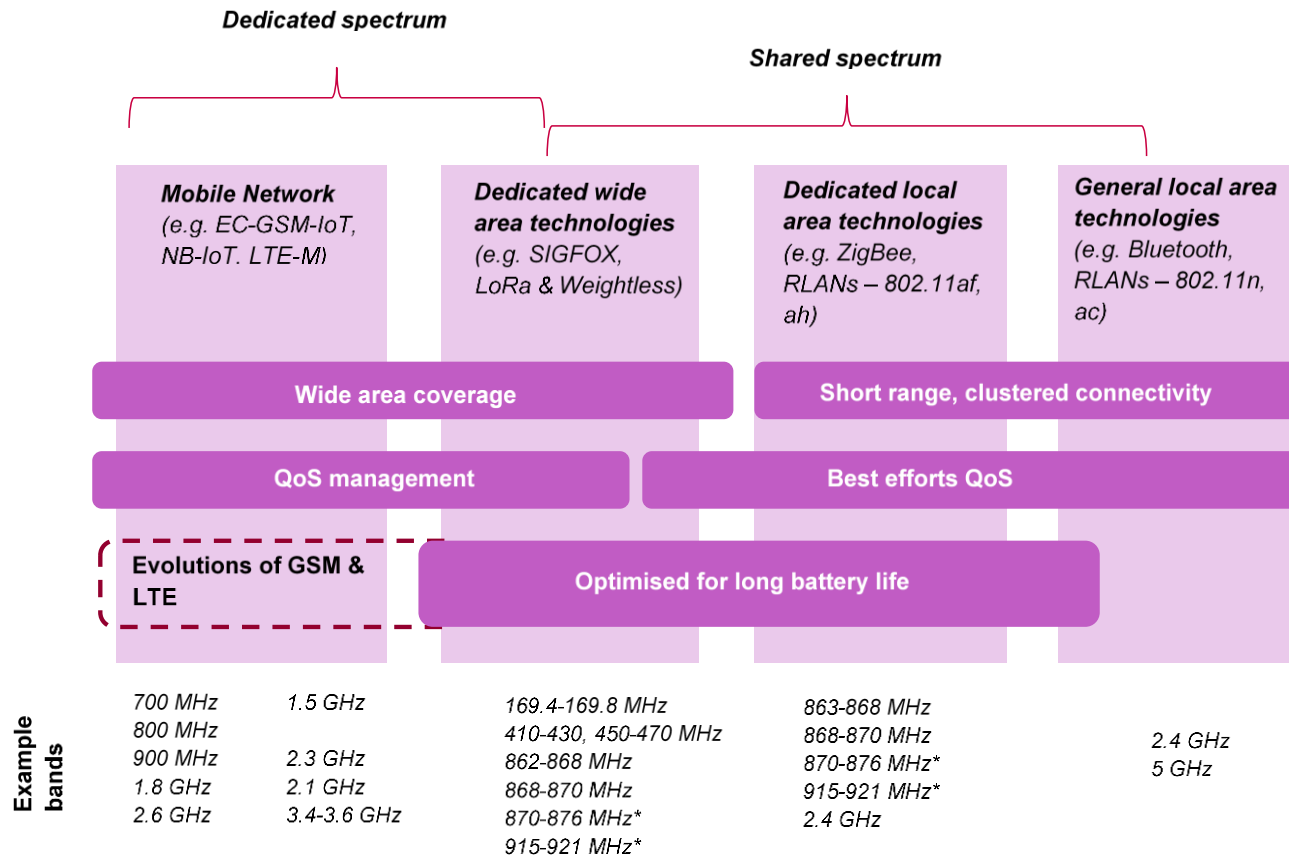 Dedicated spectrum
Shared spectrum
Mobile Network
(e.g. EC-GSM-IoT,
NB-IoT. LTE-M)
Dedicated wide
area technologies
(e.g. SIGFOX,
LoRa & Weightless)
Dedicated local
area technologies
(e.g. ZigBee,
RLANs – 802.11af,
ah)
General local area
technologies
(e.g. Bluetooth,
RLANs – 802.11n,
ac)
Wide area coverage
Short range, clustered connectivity
QoS management
Best efforts QoS
Evolutions of GSM &
LTE
Optimised for long battery life
Example
bands
700 MHz
800 MHz
900 MHz
1.8 GHz
2.6 GHz
1.5 GHz
2.3 GHz
2.1 GHz
3.4-3.6 GHz
169.4-169.8 MHz
410-430, 450-470 MHz
862-868 MHz
868-870 MHz
870-876 MHz*
915-921 MHz*
863-868 MHz
868-870 MHz
870-876 MHz*
915-921 MHz*
2.4 GHz
2.4 GHz
5 GHz